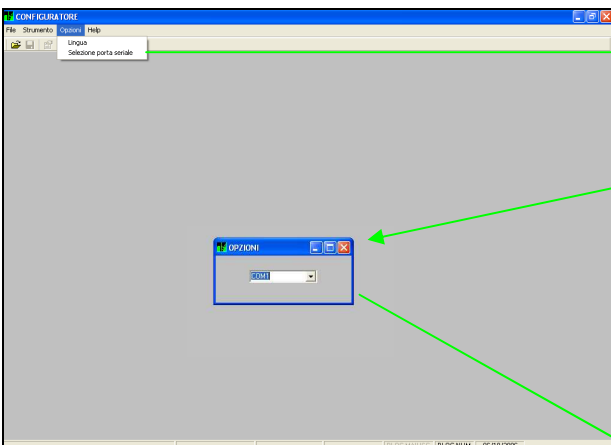 CONFIGURATORE
File Strumento Opzioni Help
Lingua
Selezione porta seriale
OPZIONI
COM1
BLOC NUM